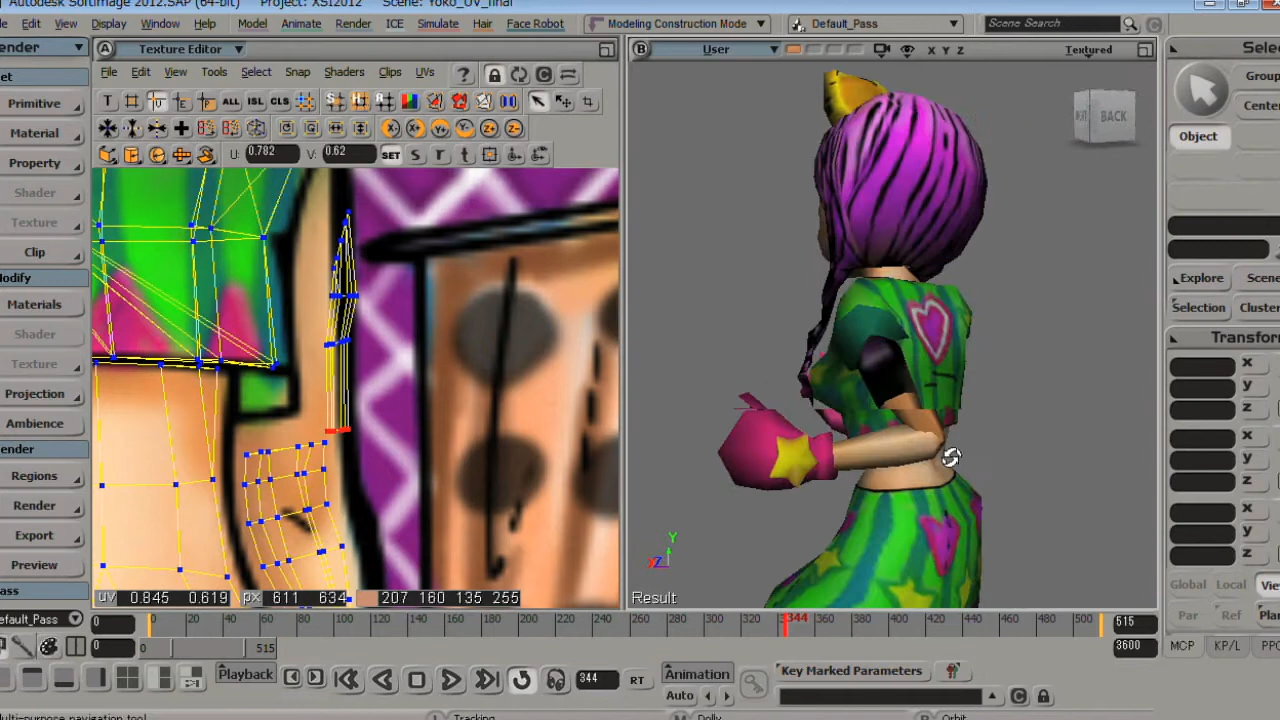 Autodesk Softimage 2012.SAP (64-bit) Project: XSI2012 Scene: Yoko_UV_final
Edit View Display Window Help Model Animate Render ICE Simulate Hair Face Robot Modeling Construction Mode Default_Pass Scene Search
A Texture Editor B User X Y Z Textured
File Edit View Tools Select Snap Shaders Clips UVs
T U E P ALL ISL CLS
U: 0.782 V: 0.62 SET
Primitive
Material
Property
Shader
Texture
Clip
Materials
Shader
Texture
Projection
Ambience
Regions
Render
Export
Preview
BACK
Object
Explore Scene
Selection Cluster
Transform
x
y
z
x
y
z
x
y
z
Global Local View
Par Ref
MCP KP/L PPG
uv 0.845 0.619 px 611 634 207 160 135 255
Result
Y
0 0 20 40 60 80 100 120 140 160 180 200 220 240 260 280 300 320 344 360 380 400 420 440 460 480 500 515
0 0 515 3600
Playback 344 RT Animation Auto Key Marked Parameters
Multi-purpose navigation tool L Tracking M Dolly R Orbit